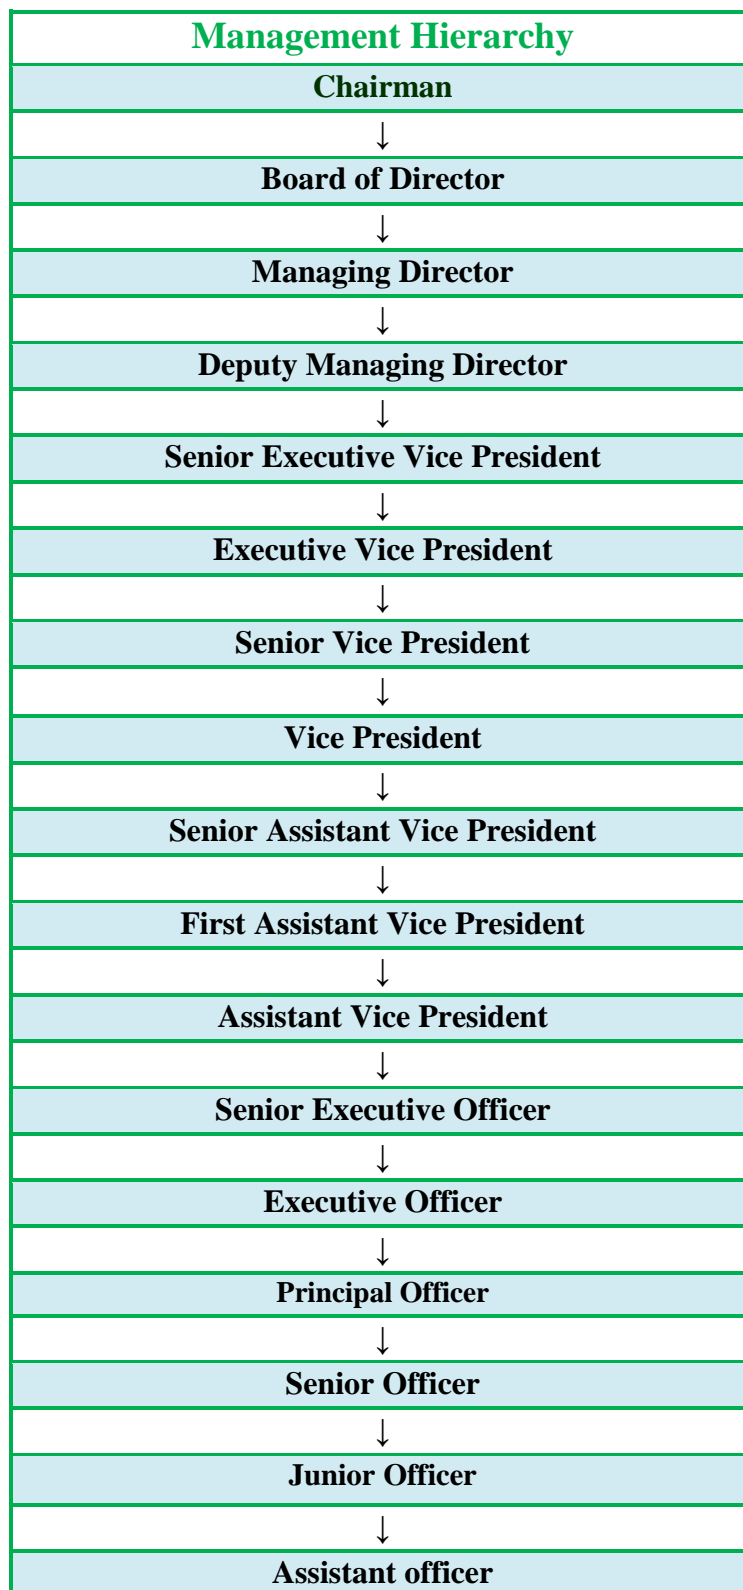 Management Hierarchy
Chairman
↓
Board of Director
↓
Managing Director
↓
Deputy Managing Director
↓
Senior Executive Vice President
↓
Executive Vice President
↓
Senior Vice President
↓
Vice President
↓
Senior Assistant Vice President
↓
First Assistant Vice President
↓
Assistant Vice President
↓
Senior Executive Officer
↓
Executive Officer
↓
Principal Officer
↓
Senior Officer
↓
Junior Officer
↓
Assistant officer